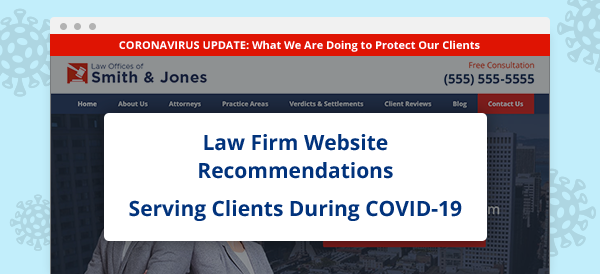 CORONAVIRUS UPDATE: What We Are Doing to Protect Our Clients
Law Offices of
Smith & Jones
Free Consultation
(555) 555-5555
Home About Us Attorneys Practice Areas Verdicts & Settlements Client Reviews Blog Contact Us
Law Firm Website
Recommendations
Serving Clients During COVID-19